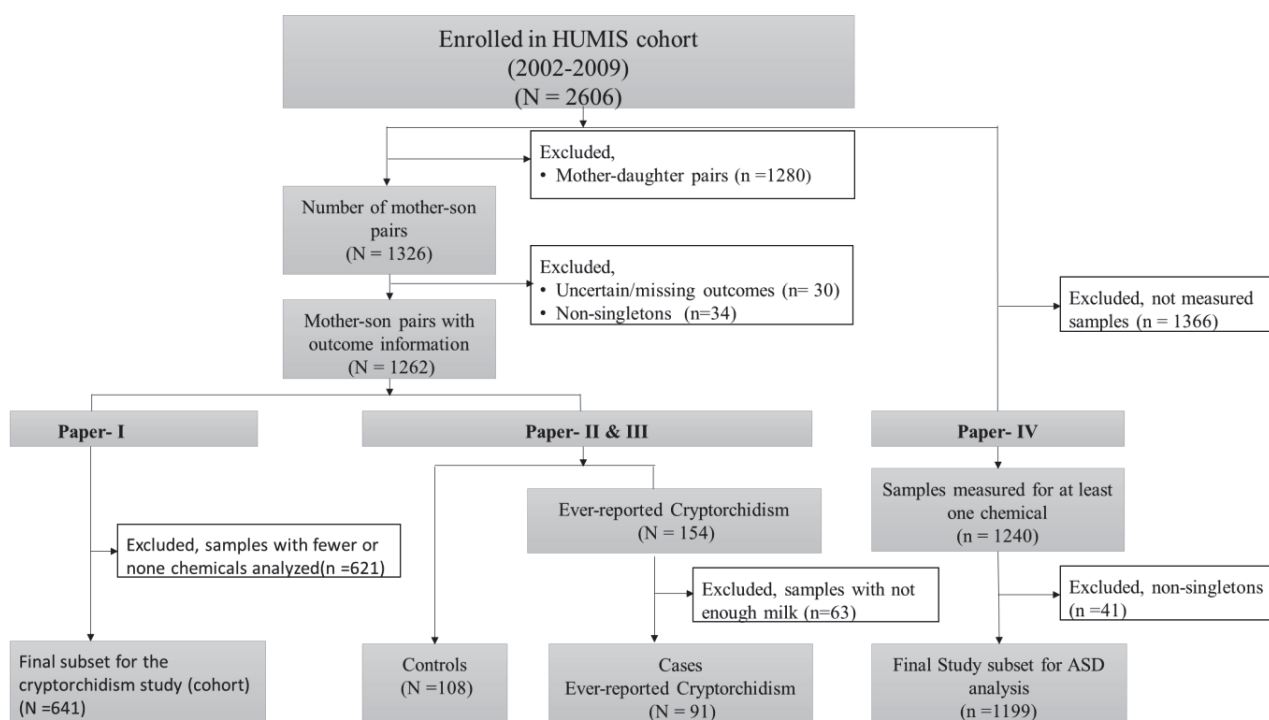 Enrolled in HUMIS cohort
(2002-2009)
(N = 2606)
Excluded,
• Mother-daughter pairs (n =1280)
Number of mother-son
pairs
(N = 1326)
Excluded,
• Uncertain/missing outcomes (n= 30)
• Non-singletons (n=34)
Excluded, not measured
samples (n = 1366)
Mother-son pairs with
outcome information
(N = 1262)
Paper- I
Paper- II & III
Paper- IV
Ever-reported Cryptorchidism
(N = 154)
Samples measured for at least
one chemical
(n = 1240)
Excluded, samples with fewer or
none chemicals analyzed(n =621)
Excluded, samples with not
enough milk (n=63)
Excluded, non-singletons
(n =41)
Final subset for the
cryptorchidism study (cohort)
(N =641)
Controls
(N =108)
Cases
Ever-reported Cryptorchidism
(N = 91)
Final Study subset for ASD
analysis
(n =1199)